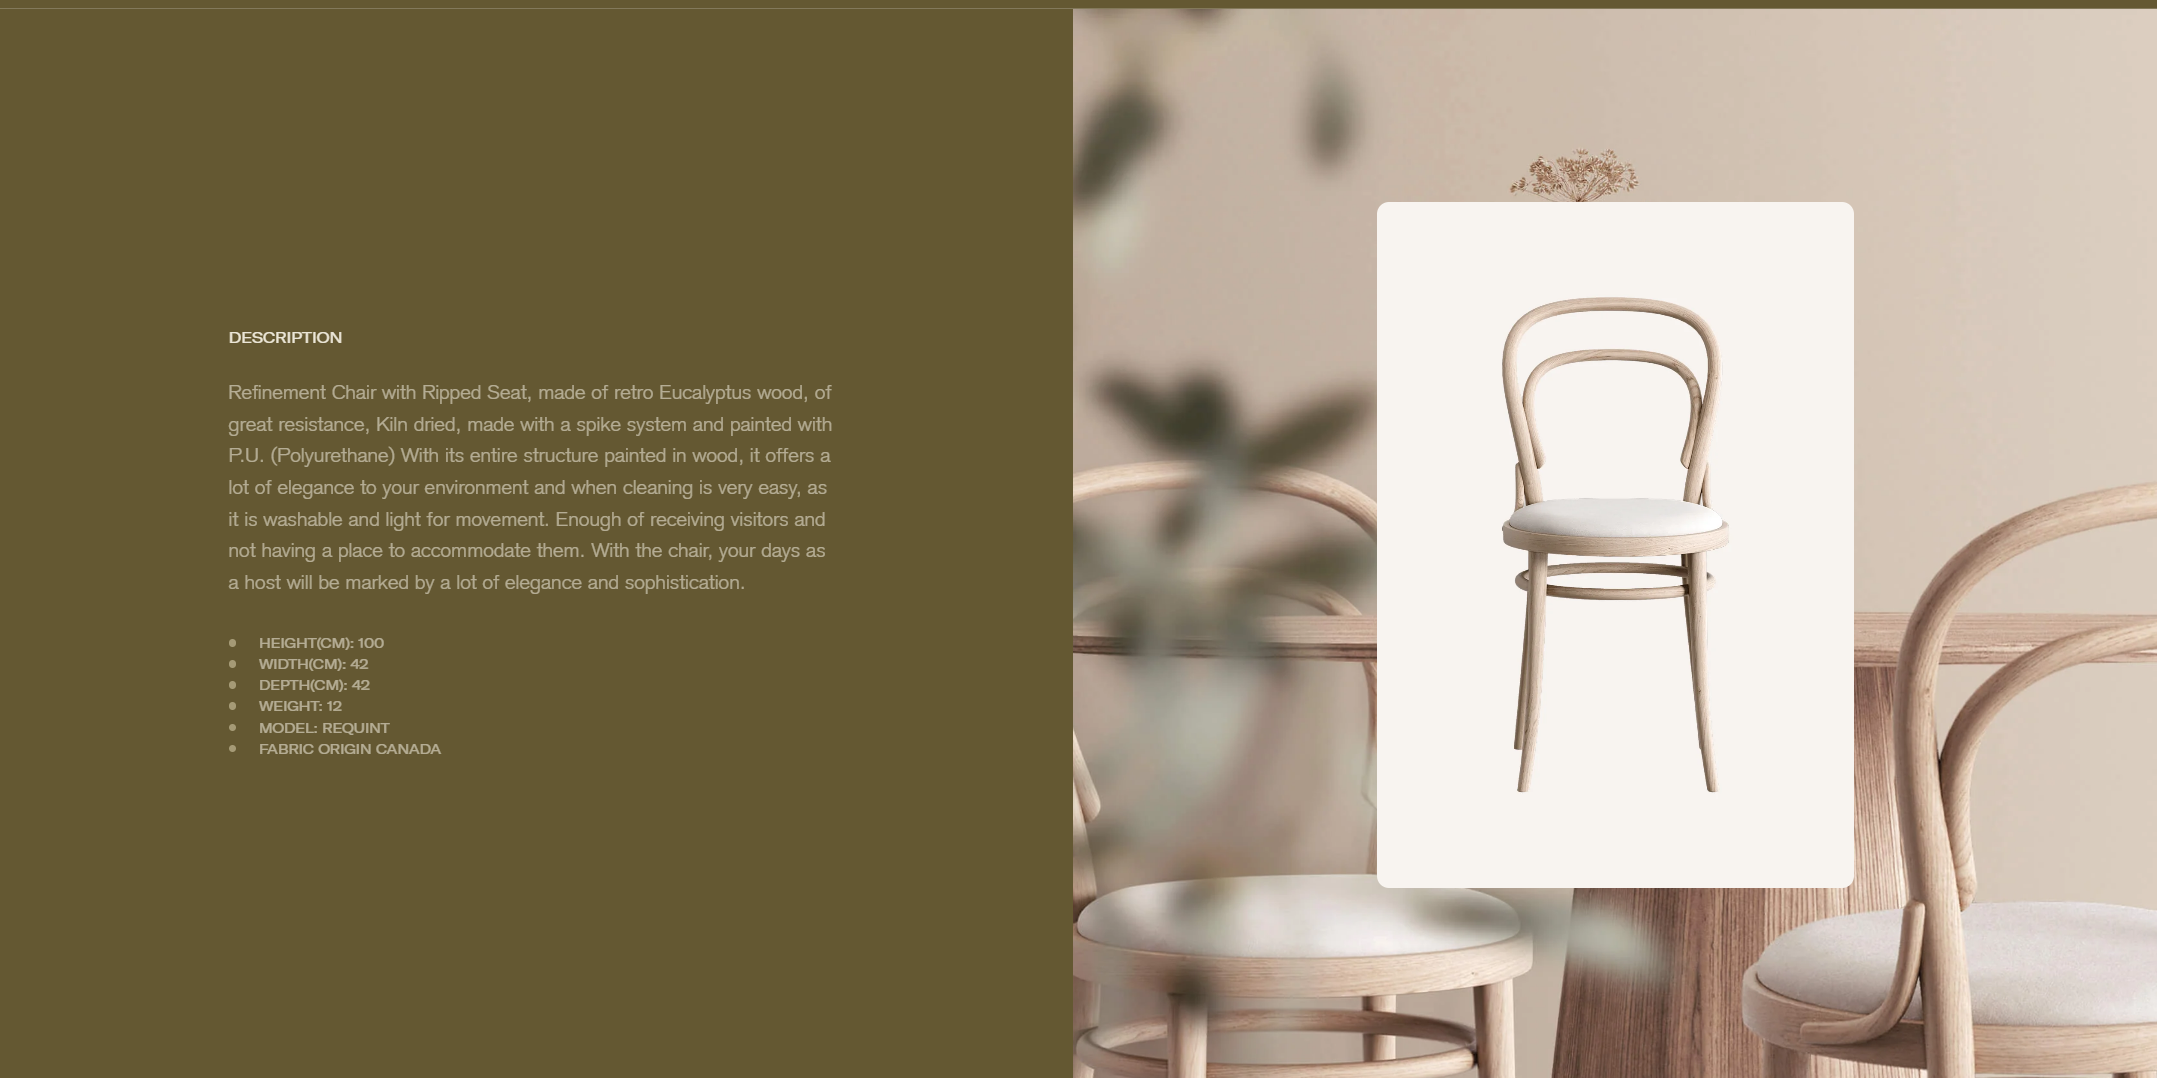 DESCRIPTION
Refinement Chair with Ripped Seat, made of retro Eucalyptus wood, of
great resistance, Kiln dried, made with a spike system and painted with
P.U. (Polyurethane) With its entire structure painted in wood, it offers a
lot of elegance to your environment and when cleaning is very easy, as
it is washable and light for movement. Enough of receiving visitors and
not having a place to accommodate them. With the chair, your days as
a host will be marked by a lot of elegance and sophistication.
HEIGHT(CM): 100
WIDTH(CM): 42
DEPTH(CM): 42
WEIGHT: 12
MODEL: REQUINT
FABRIC ORIGIN CANADA